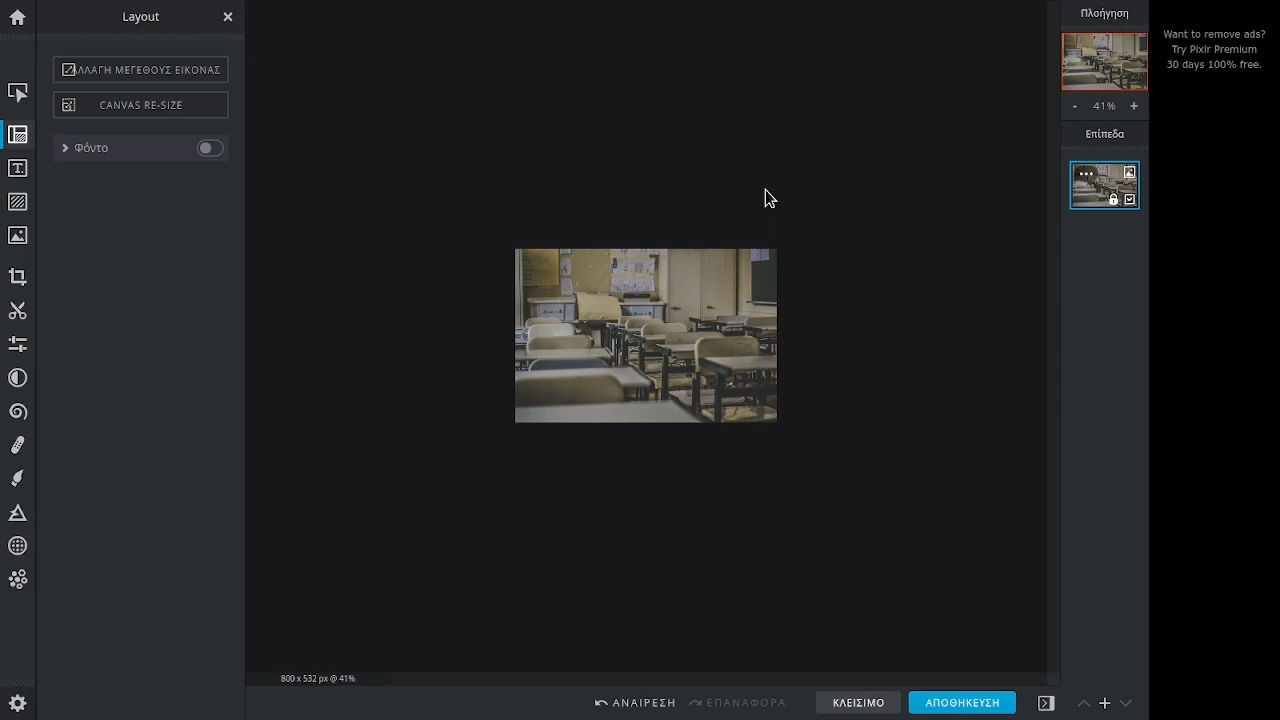 Layout
ΑΛΛΑΓΗ ΜΕΓΕΘΟΥΣ ΕΙΚΟΝΑΣ
CANVAS RE-SIZE
Φόντο
800 x 532 px @ 41%
ΑΝΑΙΡΕΣΗ
ΕΠΑΝΑΦΟΡΑ
ΚΛΕΙΣΙΜΟ
ΑΠΟΘΗΚΕΥΣΗ
Πλοήγηση
- 41% +
Επίπεδα
Want to remove ads?
Try Pixlr Premium
30 days 100% free.